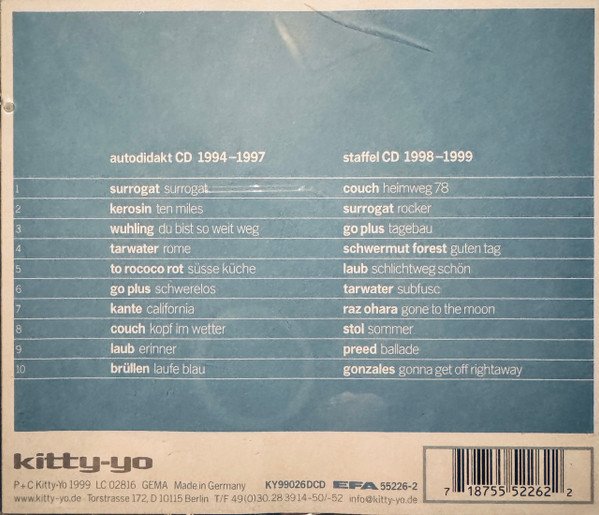 autodidakt CD 1994–1997 staffel CD 1998–1999
1 surrogat surrogat couch heimweg 78
2 kerosin ten miles surrogat rocker
3 wuhling du bist so weit weg go plus tagebau
4 tarwater rome schwermut forest guten tag
5 to rococo rot süsse küche laub schlichtweg schön
6 go plus schwerelos tarwater subfusc
7 kante california raz ohara gone to the moon
8 couch kopf im wetter stol sommer
9 laub erinner preed ballade
10 brüllen laufe blau gonzales gonna get off rightaway
kitty-yo
P + C Kitty-Yo 1999 LC 02816 GEMA Made in Germany KY99026DCD EFA 55226-2
www.kitty-yo.de Torstrasse 172, D 10115 Berlin T/F 49(0)30.28 3914-50/-52 info@kitty-yo.de
7 18755 52262 2